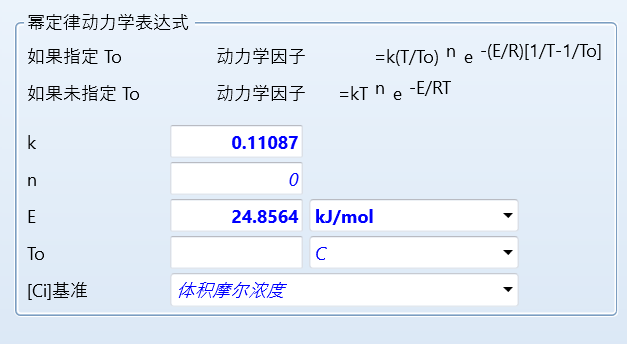 幂定律动力学表达式
如果指定 To 动力学因子 =k(T/To) n e -(E/R)[1/T-1/To]
如果未指定 To 动力学因子 =kT n e -E/RT
k 0.11087
n 0
E 24.8564 kJ/mol
To C
[Ci]基准 体积摩尔浓度